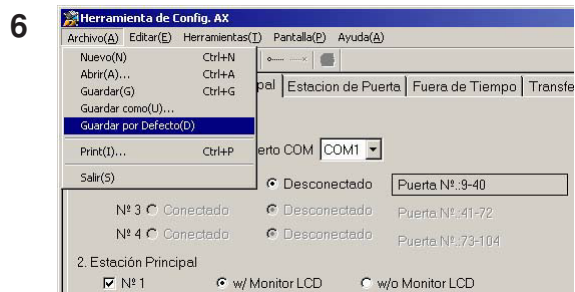 6
Herramienta de Config. AX
Archivo(A) Editar(E) Herramientas(T) Pantalla(P) Ayuda(A)
Nuevo(N) Ctrl+N
Abrir(A)... Ctrl+A
Guardar(G) Ctrl+G
Guardar como(U)...
Guardar por Defecto(D)
Print(I)... Ctrl+P
Salir(S)
pal Estacion de Puerta Fuera de Tiempo Transfe
erto COM COM1
Desconectado Puerta Nº.:9-40
Nº 3 Conectado Desconectado Puerta Nº.:41-72
Nº 4 Conectado Desconectado Puerta Nº.:73-104
2. Estación Principal
Nº 1 w/ Monitor LCD w/o Monitor LCD